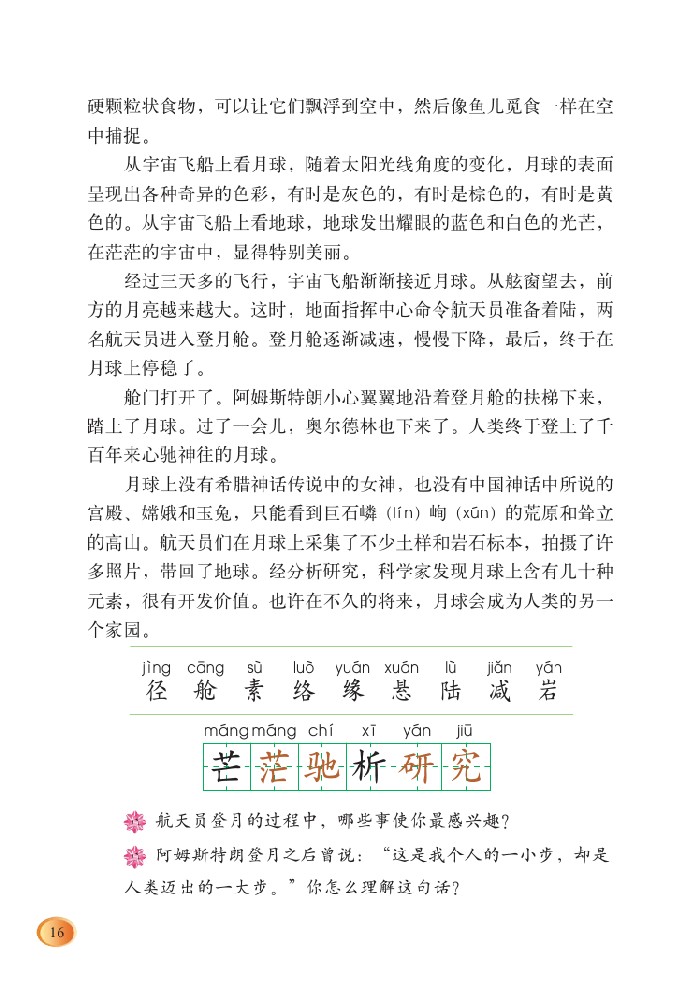 硬颗粒状食物，可以让它们飘浮到空中，然后像鱼儿觅食一样在空
中捕捉。
从宇宙飞船上看月球，随着太阳光线角度的变化，月球的表面
呈现出各种奇异的色彩，有时是灰色的，有时是棕色的，有时是黄
色的。从宇宙飞船上看地球，地球发出耀眼的蓝色和白色的光芒，
在茫茫的宇宙中，显得特别美丽。
经过三天多的飞行，宇宙飞船渐渐接近月球。从舷窗望去，前
方的月亮越来越大。这时，地面指挥中心命令航天员准备着陆，两
名航天员进入登月舱。登月舱逐渐减速，慢慢下降，最后，终于在
月球上停稳了。
舱门打开了。阿姆斯特朗小心翼翼地沿着登月舱的扶梯下来，
踏上了月球。过了一会儿，奥尔德林也下来了。人类终于登上了千
百年来心驰神往的月球。
月球上没有希腊神话传说中的女神，也没有中国神话中所说的
宫殿、嫦娥和玉兔，只能看到巨石嶙（lín）峋（xún）的荒原和耸立
的高山。航天员们在月球上采集了不少土样和岩石标本，拍摄了许
多照片，带回了地球。经分析研究，科学家发现月球上含有几十种
元素，很有开发价值。也许在不久的将来，月球会成为人类的另一
个家园。
jìng cāng sù luò yuán xuán lù jiǎn yán
径 舱 素 络 缘 悬 陆 减 岩
máng máng chí xī yán jiū
芒 茫 驰 析 研 究
航天员登月的过程中，哪些事使你最感兴趣？
阿姆斯特朗登月之后曾说：“这是我个人的一小步，却是
人类迈出的一大步。”你怎么理解这句话？
16